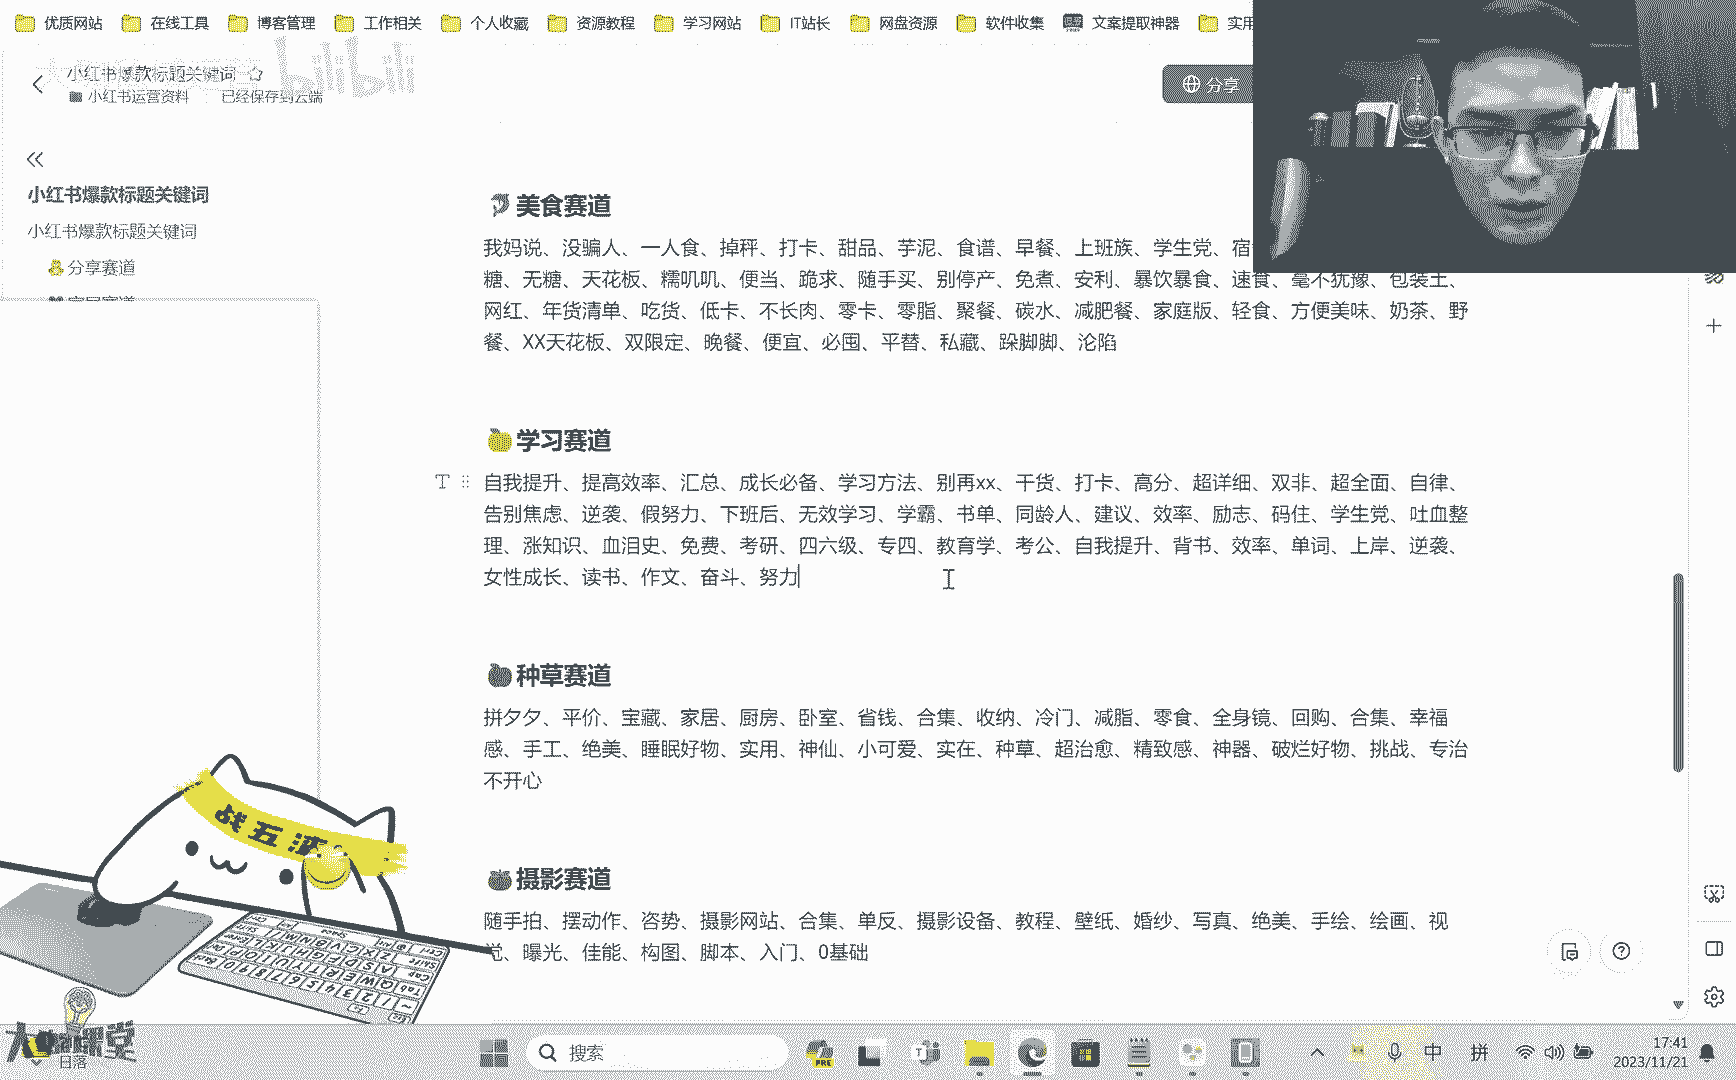 优质网站 在线工具 博客管理 工作相关 个人收藏 资源教程 学习网站 IT站长 网盘资源 软件收集 文案提取神器 实用
bilibili
小红书爆款标题关键词
小红书运营资料 已经保存到云端
分享
小红书爆款标题关键词
小红书爆款标题关键词
分享赛道
美食赛道
我妈说、没骗人、一人食、掉秤、打卡、甜品、芋泥、食谱、早餐、上班族、学生党、宿
糖、无糖、天花板、糯叽叽、便当、跪求、随手买、别停产、免煮、安利、暴饮暴食、速食、毫不犹豫、包装土、
网红、年货清单、吃货、低卡、不长肉、零卡、零脂、聚餐、碳水、减肥餐、家庭版、轻食、方便美味、奶茶、野
餐、XX天花板、双限定、晚餐、便宜、必囤、平替、私藏、跺脚脚、沦陷
学习赛道
自我提升、提高效率、汇总、成长必备、学习方法、别再xx、干货、打卡、高分、超详细、双非、超全面、自律、
告别焦虑、逆袭、假努力、下班后、无效学习、学霸、书单、同龄人、建议、效率、励志、码住、学生党、吐血整
理、涨知识、血泪史、免费、考研、四六级、专四、教育学、考公、自我提升、背书、效率、单词、上岸、逆袭、
女性成长、读书、作文、奋斗、努力
种草赛道
拼夕夕、平价、宝藏、家居、厨房、卧室、省钱、合集、收纳、冷门、减脂、零食、全身镜、回购、合集、幸福
感、手工、绝美、睡眠好物、实用、神仙、小可爱、实在、种草、超治愈、精致感、神器、破烂好物、挑战、专治
不开心
摄影赛道
随手拍、摆动作、咨势、摄影网站、合集、单反、摄影设备、教程、壁纸、婚纱、写真、绝美、手绘、绘画、视
觉、曝光、佳能、构图、脚本、入门、0基础
战五渣
课堂
日落
搜索
PRE
中 拼
17:41
2023/11/21